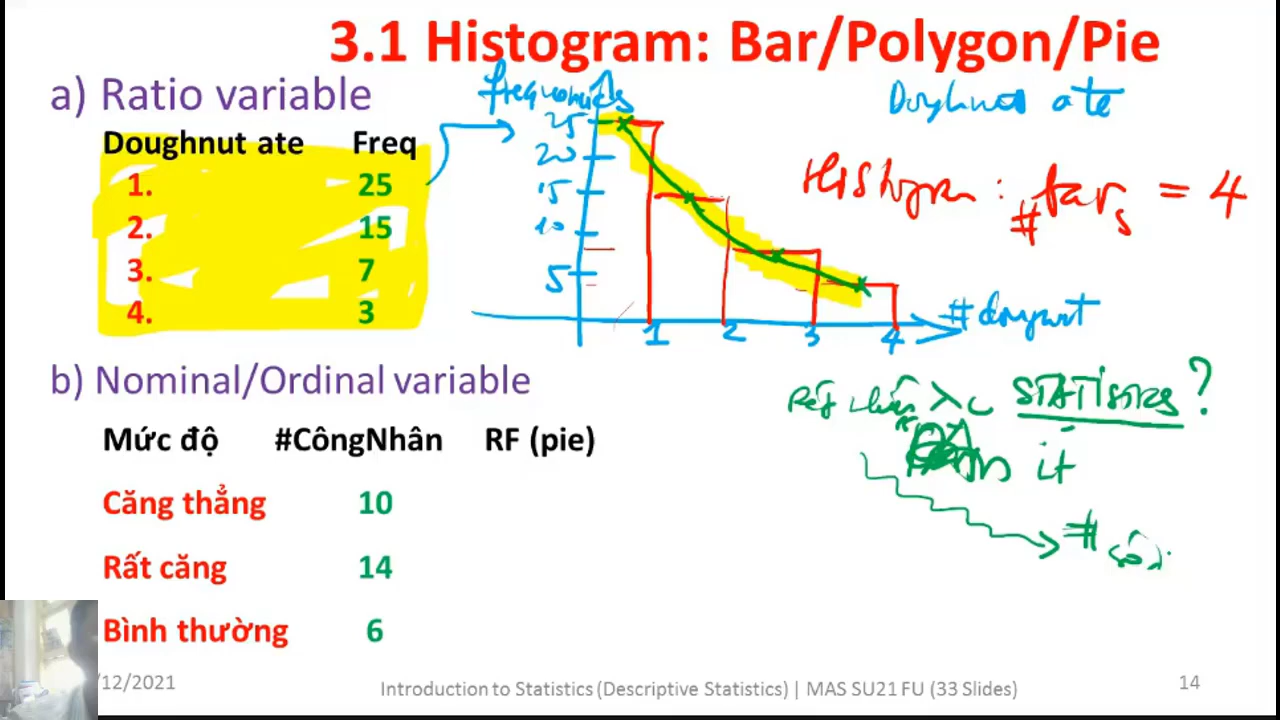 3.1 Histogram: Bar/Polygon/Pie
a) Ratio variable
Doughnut ate Freq
1. 25
2. 15
3. 7
4. 3
frequencies
25
20
15
10
5
1 2 3 4
# doughnut
Doughnut ate
Histogram: # bars = 4
b) Nominal/Ordinal variable
Mức độ #CôngNhân RF (pie)
Căng thẳng 10
Rất căng 14
Bình thường 6
STATISTICS?
it
#
/12/2021
Introduction to Statistics (Descriptive Statistics) | MAS SU21 FU (33 Slides)
14